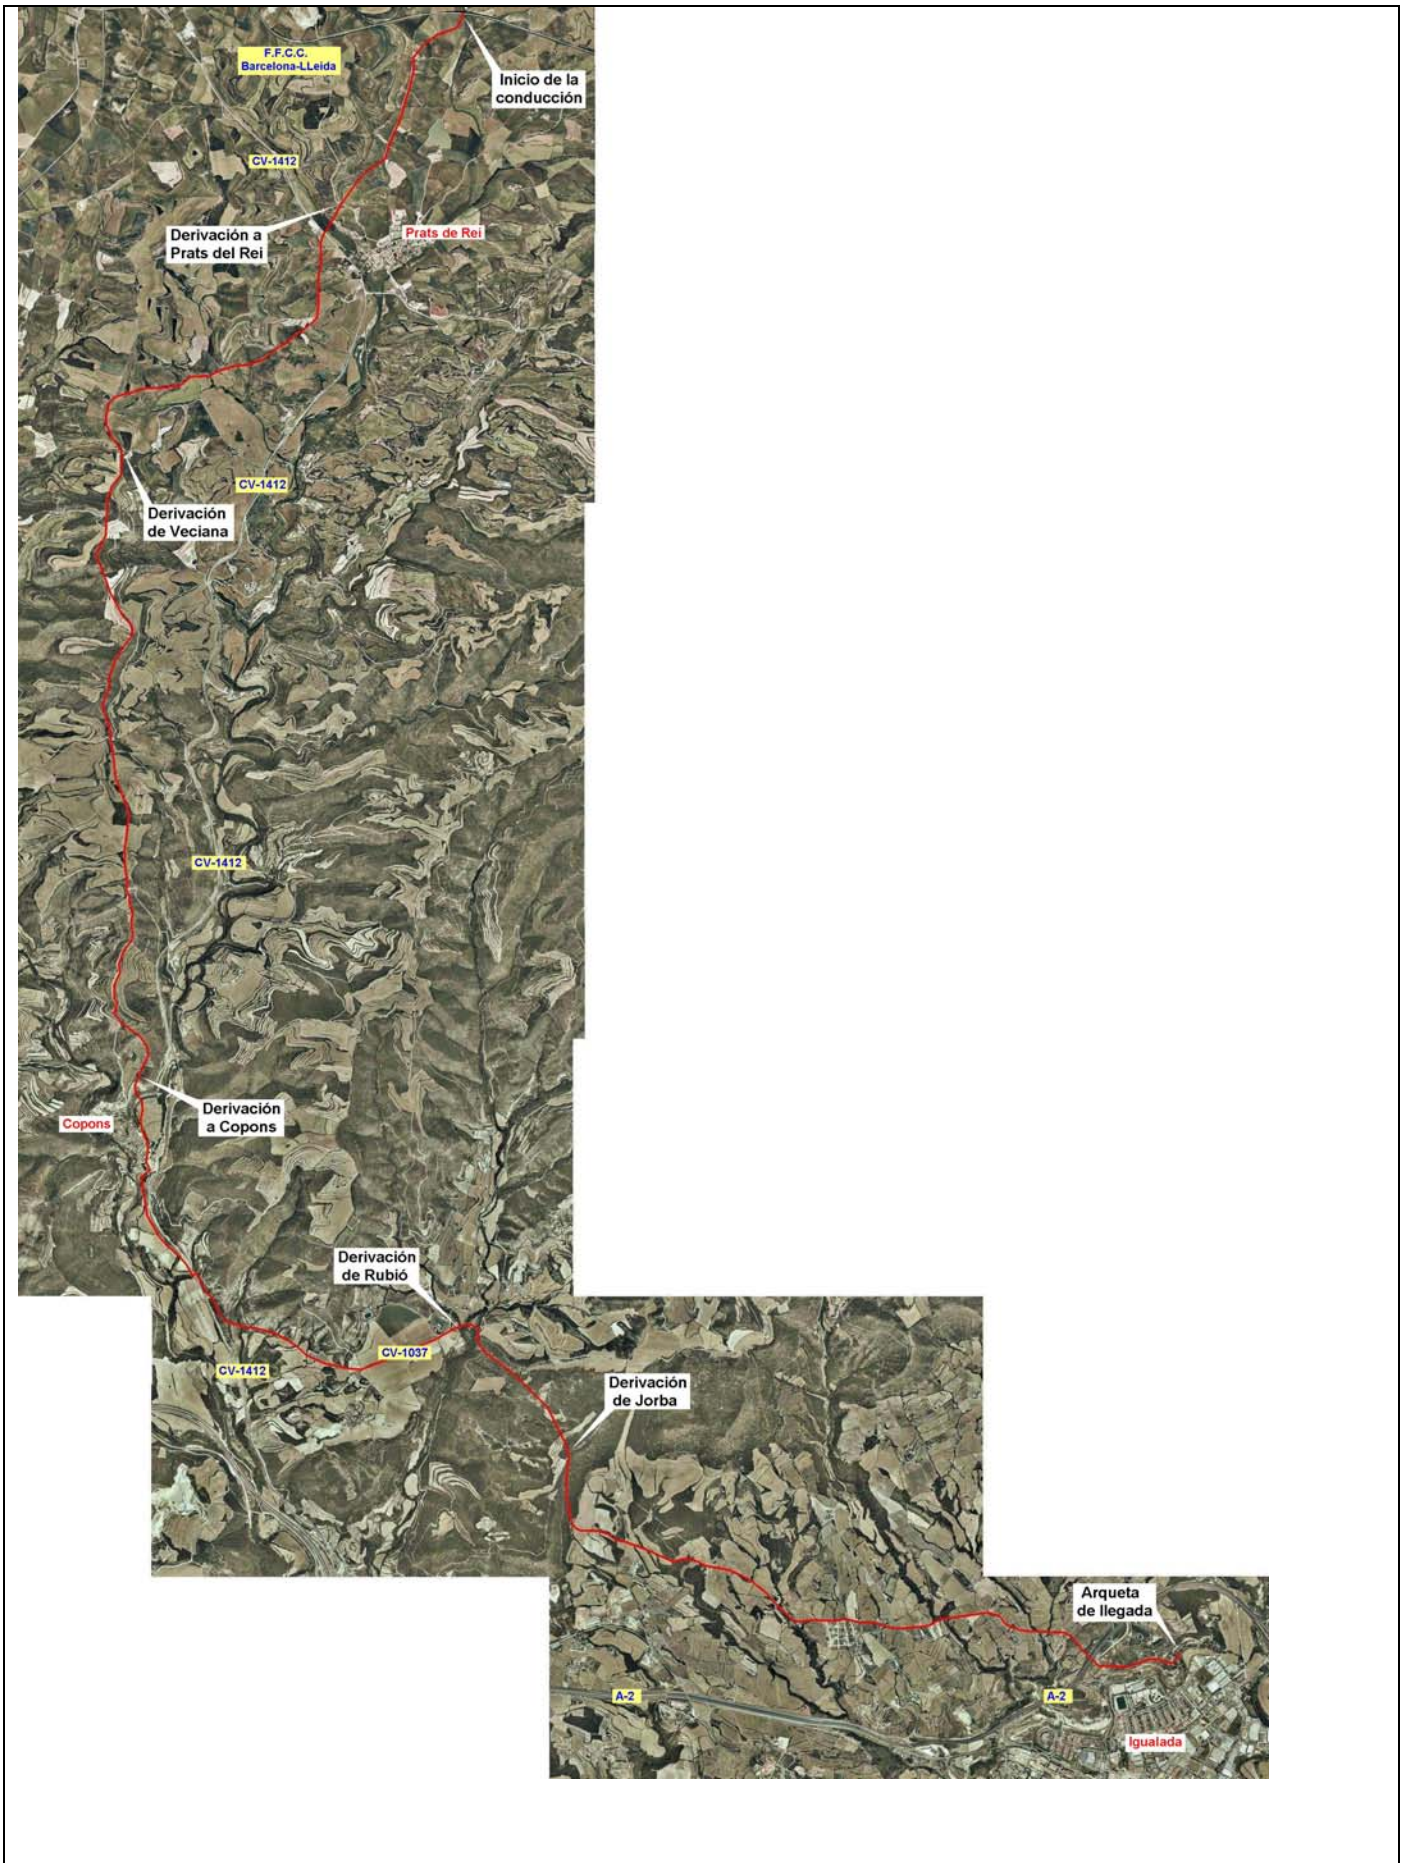 F.F.C.C.
Barcelona-LLeida
Inicio de la
conducción
CV-1412
Derivación a
Prats del Rei
Prats de Rei
CV-1412
Derivación
de Veciana
CV-1412
Derivación
a Copons
Copons
Derivación
de Rubió
CV-1037
CV-1412
Derivación
de Jorba
Arqueta
de llegada
A-2
A-2
Igualada